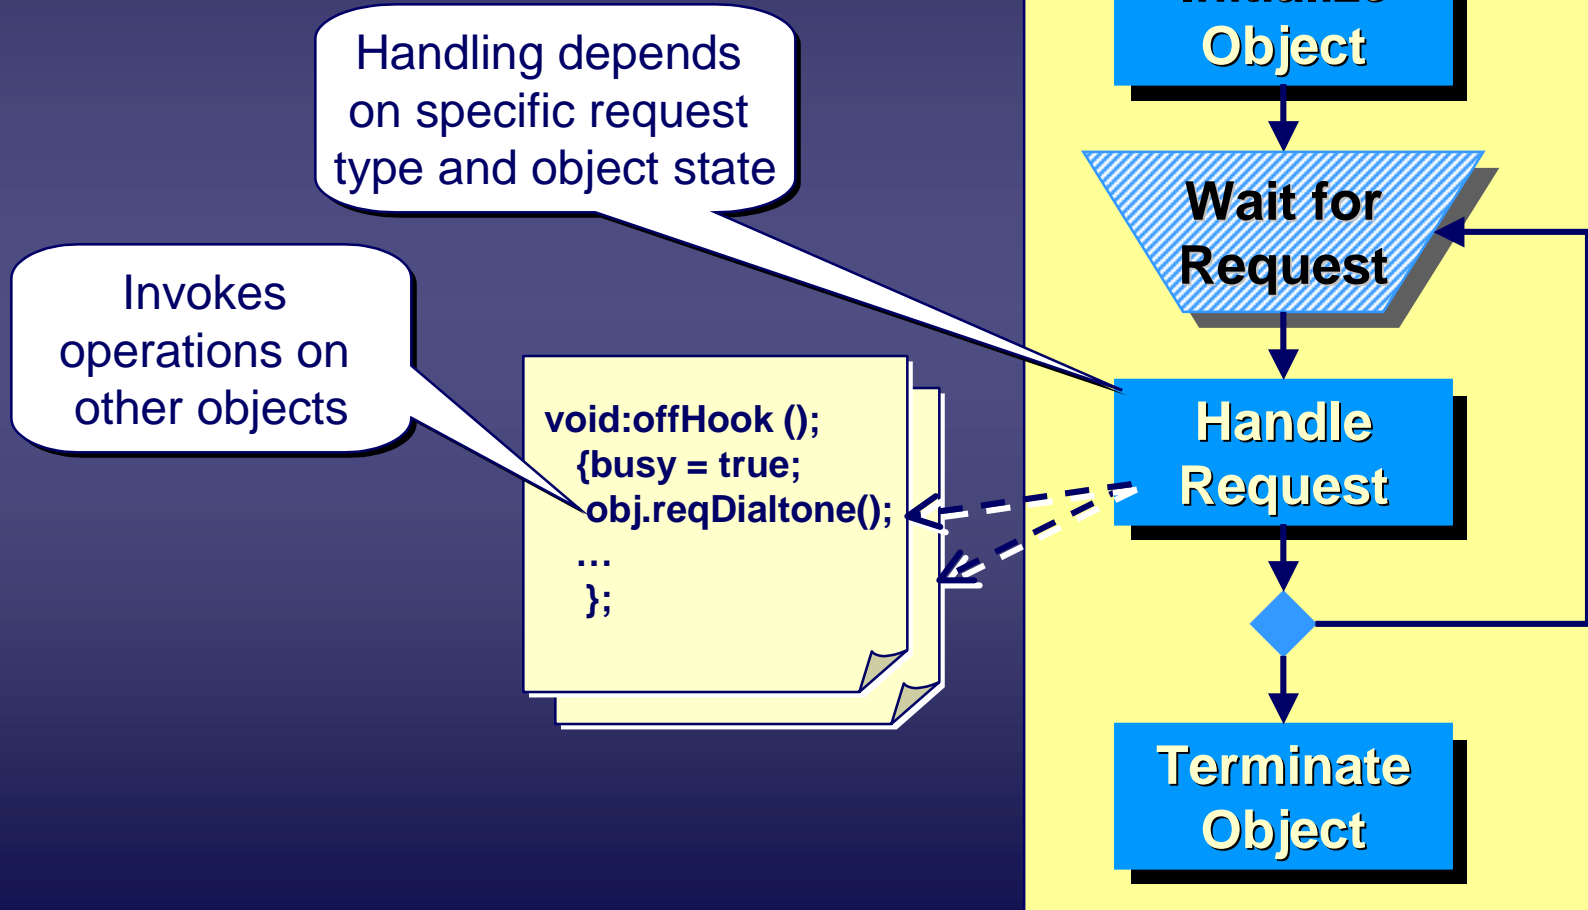 Handling depends
on specific request
type and object state
Invokes
operations on
other objects
void:offHook ();
{busy = true;
obj.reqDialtone();
…
};
Object
Wait for
Request
Handle
Request
Terminate
Object